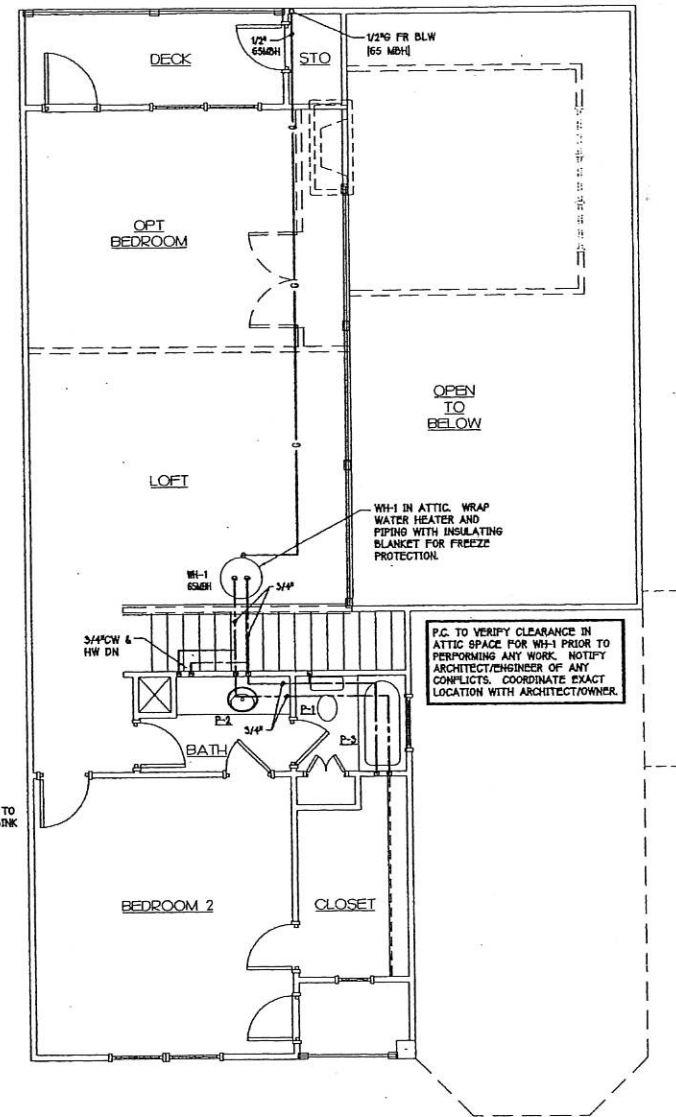 1/2"G FR BLW
(65 MBH)
1/2"
65MBH
DECK
STO
OPT
BEDROOM
G
G
G
OPEN
TO
BELOW
LOFT
WH-1 IN ATTIC. WRAP
WATER HEATER AND
PIPING WITH INSULATING
BLANKET FOR FREEZE
PROTECTION.
WH-1
65MBH
3/4"
3/4"CW &
HW DN
P.C. TO VERIFY CLEARANCE IN
ATTIC SPACE FOR WH-1 PRIOR TO
PERFORMING ANY WORK. NOTIFY
ARCHITECT/ENGINEER OF ANY
CONFLICTS. COORDINATE EXACT
LOCATION WITH ARCHITECT/OWNER.
P-2
P-1
3/4"
P-3
BATH
TO
BEDROOM 2
CLOSET